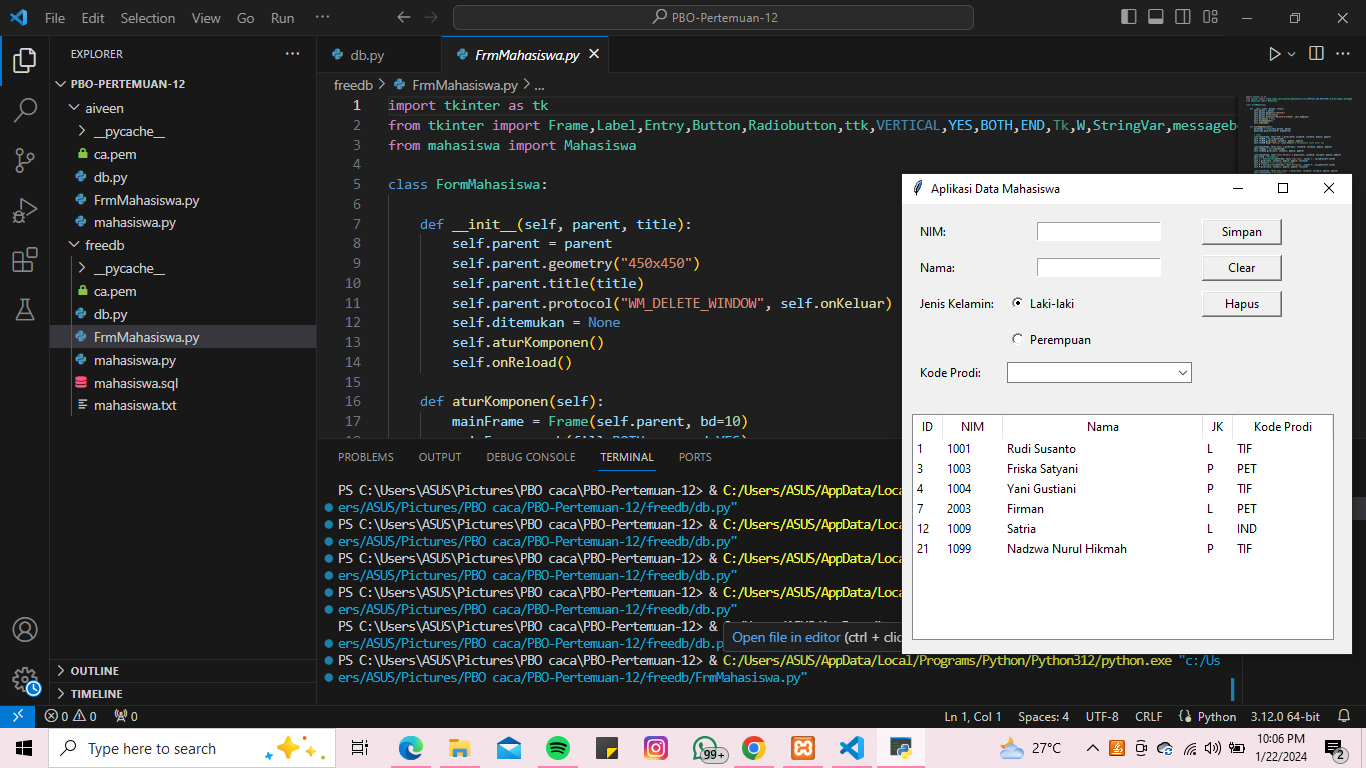 File Edit Selection View Go Run ··· PBO-Pertemuan-12
EXPLORER
PBO-PERTEMUAN-12
aiveen
__pycache__
ca.pem
db.py
FrmMahasiswa.py
mahasiswa.py
freedb
__pycache__
ca.pem
db.py
FrmMahasiswa.py
mahasiswa.py
mahasiswa.sql
mahasiswa.txt
OUTLINE
TIMELINE
db.py FrmMahasiswa.py
freedb > FrmMahasiswa.py > ...
1 import tkinter as tk
2 from tkinter import Frame,Label,Entry,Button,Radiobutton,ttk,VERTICAL,YES,BOTH,END,Tk,W,StringVar,messageb
3 from mahasiswa import Mahasiswa
4
5 class FormMahasiswa:
6
7 def __init__(self, parent, title):
8 self.parent = parent
9 self.parent.geometry("450x450")
10 self.parent.title(title)
11 self.parent.protocol("WM_DELETE_WINDOW", self.onKeluar)
12 self.ditemukan = None
13 self.aturKomponen()
14 self.onReload()
15
16 def aturKomponen(self):
17 mainFrame = Frame(self.parent, bd=10)
PROBLEMS OUTPUT DEBUG CONSOLE TERMINAL PORTS
PS C:\Users\ASUS\Pictures\PBO caca\PBO-Pertemuan-12> & C:/Users/ASUS/AppData/Loca
ers/ASUS/Pictures/PBO caca/PBO-Pertemuan-12/freedb/db.py"
PS C:\Users\ASUS\Pictures\PBO caca\PBO-Pertemuan-12> & C:/Users/ASUS/AppData/Loca
ers/ASUS/Pictures/PBO caca/PBO-Pertemuan-12/freedb/db.py"
PS C:\Users\ASUS\Pictures\PBO caca\PBO-Pertemuan-12> & C:/Users/ASUS/AppData/Loca
ers/ASUS/Pictures/PBO caca/PBO-Pertemuan-12/freedb/db.py"
PS C:\Users\ASUS\Pictures\PBO caca\PBO-Pertemuan-12> & C:/Users/ASUS/AppData/Loca
ers/ASUS/Pictures/PBO caca/PBO-Pertemuan-12/freedb/db.py"
PS C:\Users\ASUS\Pictures\PBO caca\PBO-Pertemuan-12> & C:/Users/ASUS/AppData/Loca
ers/ASUS/Pictures/PBO caca/PBO-Pertemuan-12/freedb/db.p
Open file in editor (ctrl + clic
PS C:\Users\ASUS\Pictures\PBO caca\PBO-Pertemuan-12> & C:/Users/ASUS/AppData/Local/Programs/Python/Python312/python.exe "c:/Us
ers/ASUS/Pictures/PBO caca/PBO-Pertemuan-12/freedb/FrmMahasiswa.py"
Aplikasi Data Mahasiswa
NIM: Simpan
Nama: Clear
Jenis Kelamin: Laki-laki Hapus
Perempuan
Kode Prodi:
ID NIM Nama JK Kode Prodi
1 1001 Rudi Susanto L TIF
3 1003 Friska Satyani P PET
4 1004 Yani Gustiani P TIF
7 2003 Firman L PET
12 1009 Satria L IND
21 1099 Nadzwa Nurul Hikmah P TIF
0 0 0 Ln 1, Col 1 Spaces: 4 UTF-8 CRLF Python 3.12.0 64-bit
Type here to search 99+ 27°C 10:06 PM
1/22/2024 2